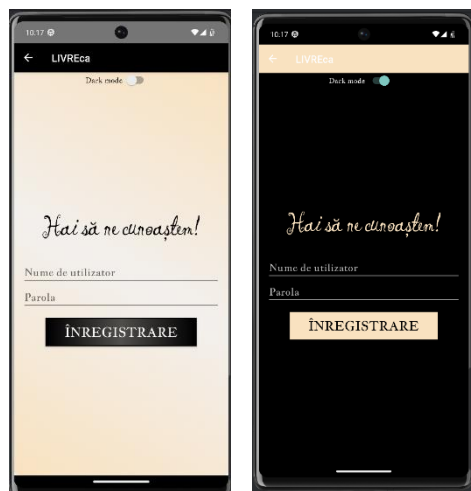 10:17
LIVREca
Dark mode
Hai să ne cunoaștem!
Nume de utilizator
Parola
ÎNREGISTRARE
10:17
LIVREca
Dark mode
Hai să ne cunoaștem!
Nume de utilizator
Parola
ÎNREGISTRARE